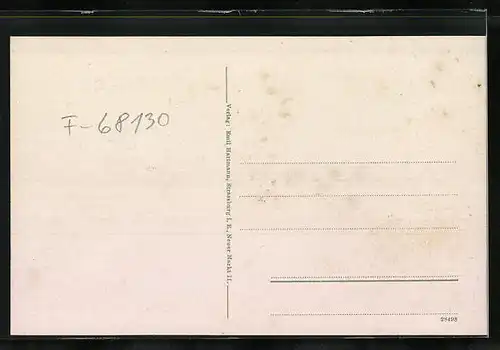 F-68130
Verlag: Emil Hartmann, Strassburg i. E., Neuer Markt 11.
29498